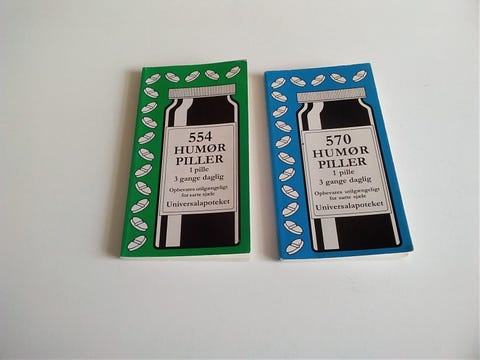 554
HUMØR
PILLER
1 pille
3 gange daglig
Opbevares utilgængeligt
for sarte sjæle
Universalapoteket
570
HUMØR
PILLER
1 pille
3 gange daglig
Opbevares utilgængeligt
for sarte sjæle
Universalapoteket